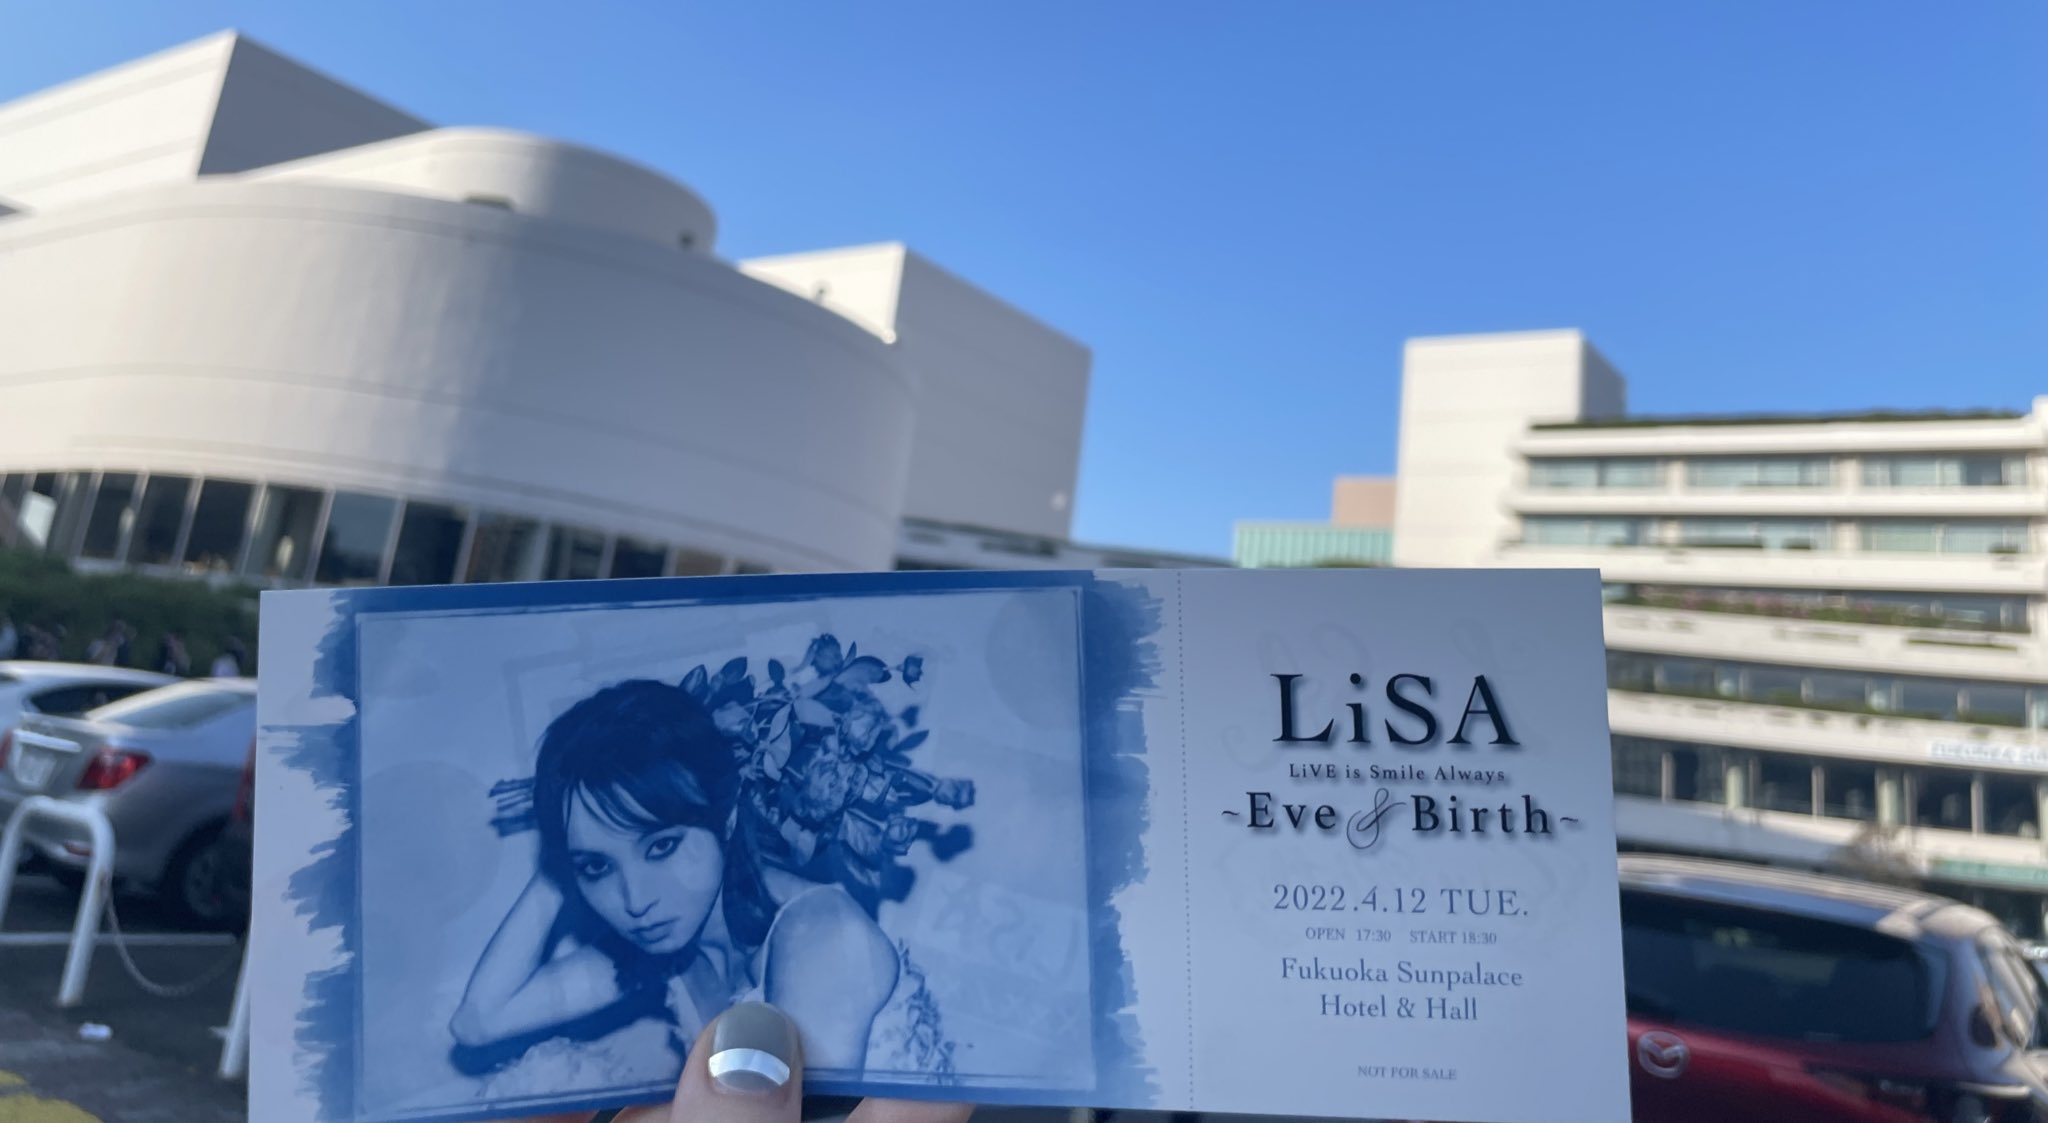 LiSA
LiVE is Smile Always
~Eve & Birth~
2022.4.12 TUE.
OPEN 17:30 START 18:30
Fukuoka Sunpalace
Hotel & Hall
NOT FOR SALE